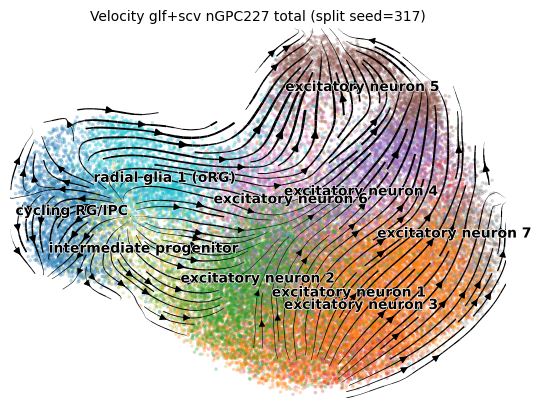 Velocity glf+scv nGPC227 total (split seed=317)
excitatory neuron 5
radial glia 1 (oRG)
excitatory neuron 4
excitatory neuron 6
cycling RG/IPC
excitatory neuron 7
intermediate progenitor
excitatory neuron 2
excitatory neuron 1
excitatory neuron 3